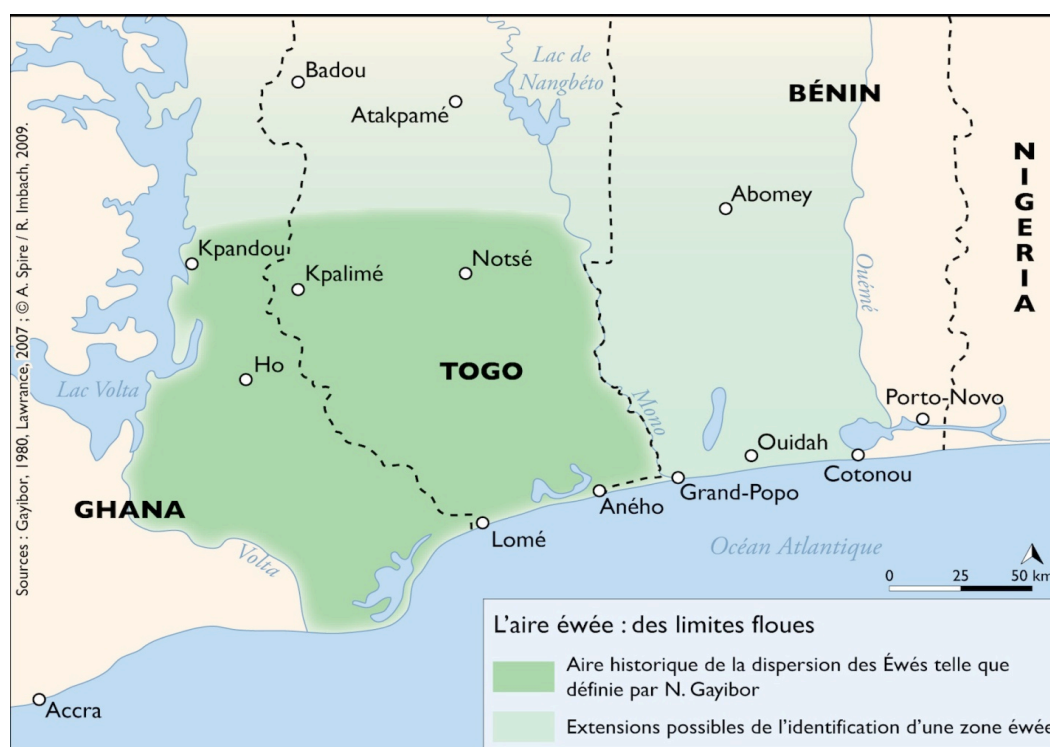 Lac de
Nangbéto
Badou
Atakpamé
BÉNIN
NIGERIA
Abomey
Kpandou
Kpalimé
Notsé
Ouémé
Ho
TOGO
Lac Volta
Mono
Porto-Novo
Ouidah
Cotonou
Grand-Popo
Aného
GHANA
Lomé
Volta
Océan Atlantique
0 25 50 km
Accra
L'aire éwée : des limites floues
Aire historique de la dispersion des Éwés telle que
définie par N. Gayibor
Extensions possibles de l'identification d'une zone éwée
Sources : Gayibor, 1980, Lawrance, 2007 ; © A. Spire / R. Imbach, 2009.